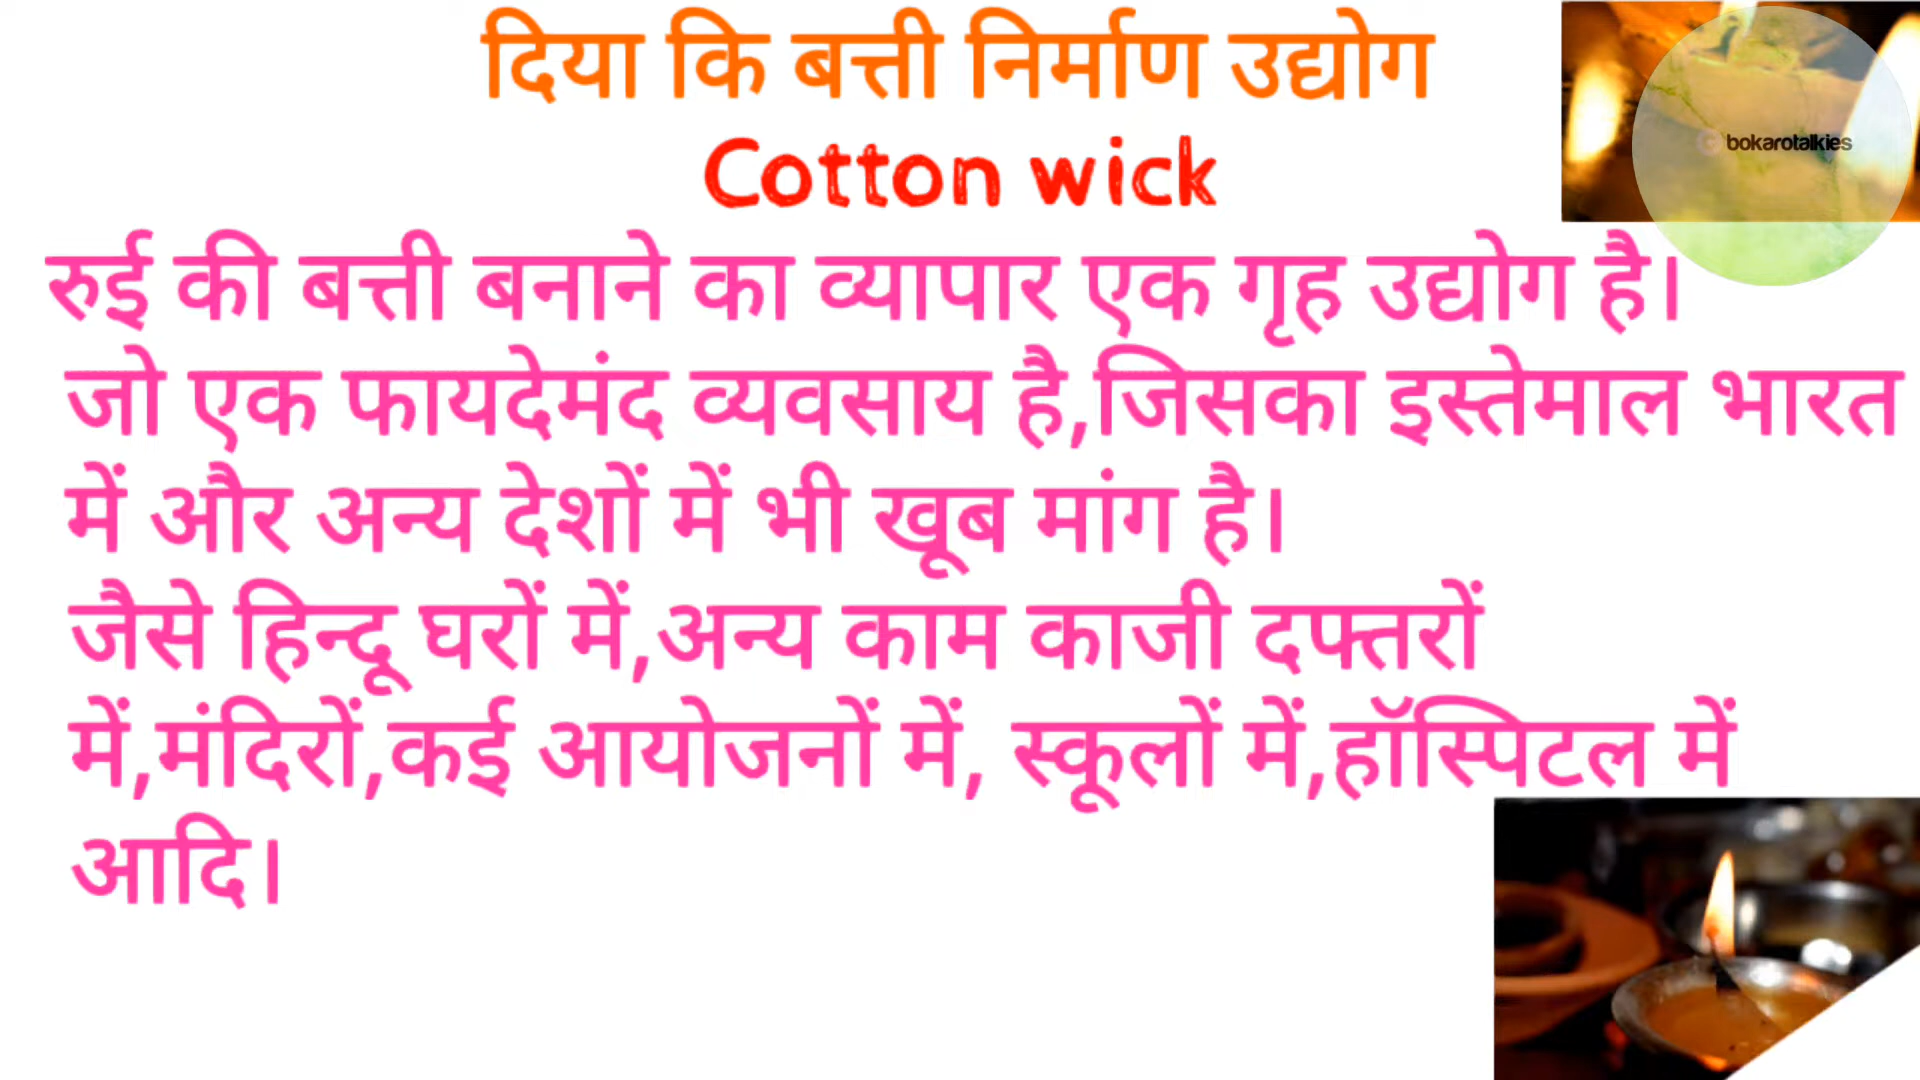 दिया कि बत्ती निर्माण उद्योग
Cotton wick
bokarotalkies
रुई की बत्ती बनाने का व्यापार एक गृह उद्योग है।
जो एक फायदेमंद व्यवसाय है,जिसका इस्तेमाल भारत
में और अन्य देशों में भी खूब मांग है।
जैसे हिन्दू घरों में,अन्य काम काजी दफ्तरों
में,मंदिरों,कई आयोजनों में, स्कूलों में,हॉस्पिटल में
आदि।